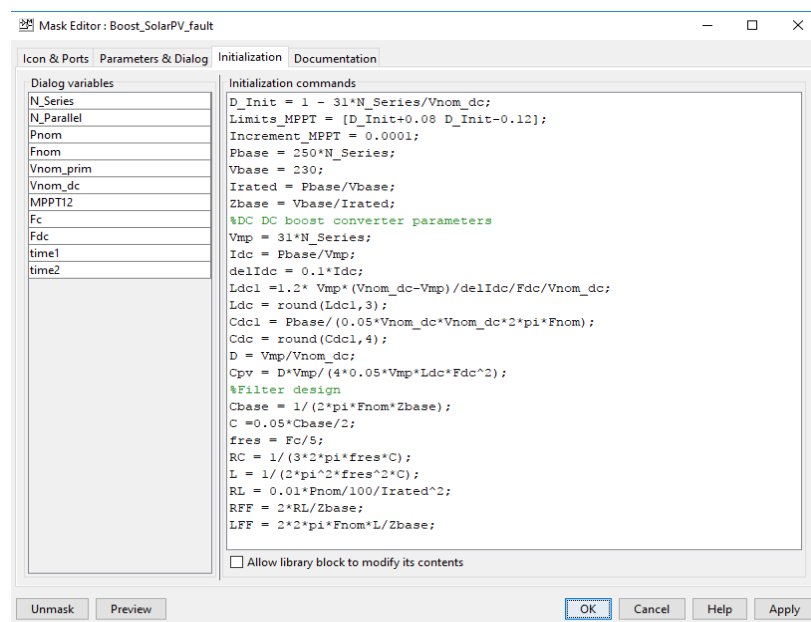 Mask Editor : Boost_SolarPV_fault
Icon & Ports Parameters & Dialog Initialization Documentation
Dialog variables
N_Series
N_Parallel
Pnom
Fnom
Vnom_prim
Vnom_dc
MPPT12
Fc
Fdc
time1
time2
Initialization commands
D_Init = 1 - 31*N_Series/Vnom_dc;
Limits_MPPT = [D_Init+0.08 D_Init-0.12];
Increment_MPPT = 0.0001;
Pbase = 250*N_Series;
Vbase = 230;
Irated = Pbase/Vbase;
Zbase = Vbase/Irated;
%DC DC boost converter parameters
Vmp = 31*N_Series;
Idc = Pbase/Vmp;
delIdc = 0.1*Idc;
Ldc1 =1.2* Vmp*(Vnom_dc-Vmp)/delIdc/Fdc/Vnom_dc;
Ldc = round(Ldc1,3);
Cdc1 = Pbase/(0.05*Vnom_dc*Vnom_dc*2*pi*Fnom);
Cdc = round(Cdc1,4);
D = Vmp/Vnom_dc;
Cpv = D*Vmp/(4*0.05*Vmp*Ldc*Fdc^2);
%Filter design
Cbase = 1/(2*pi*Fnom*Zbase);
C =0.05*Cbase/2;
fres = Fc/5;
RC = 1/(3*2*pi*fres*C);
L = 1/(2*pi^2*fres^2*C);
RL = 0.01*Pnom/100/Irated^2;
RFF = 2*RL/Zbase;
LFF = 2*2*pi*Fnom*L/Zbase;
Allow library block to modify its contents
Unmask Preview OK Cancel Help Apply